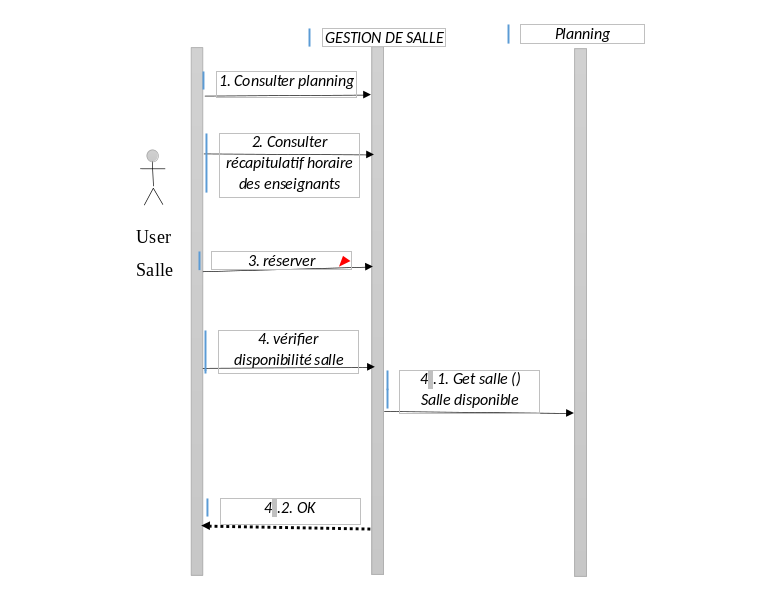 GESTION DE SALLE
Planning
1. Consulter planning
2. Consulter
récapitulatif horaire
des enseignants
User
Salle
3. réserver
4. vérifier
disponibilité salle
4 .1. Get salle ()
Salle disponible
4 .2. OK